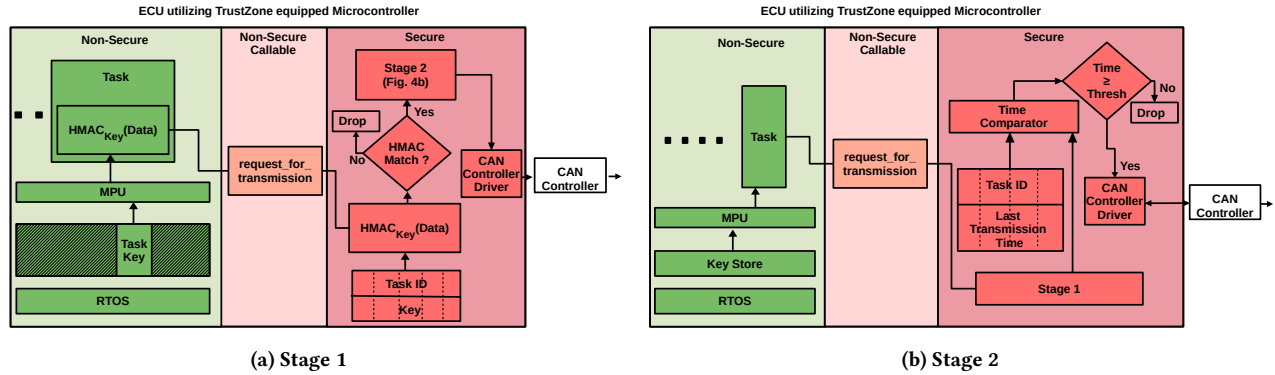 ECU utilizing TrustZone equipped Microcontroller
Non-Secure
Non-Secure
Callable
Secure
Task
HMAC_Key(Data)
MPU
Task
Key
RTOS
request_for_
transmission
Stage 2
(Fig. 4b)
Yes
Drop
No
HMAC
Match ?
HMAC_Key(Data)
Task ID
Key
CAN
Controller
Driver
CAN
Controller
(a) Stage 1
ECU utilizing TrustZone equipped Microcontroller
Non-Secure
Non-Secure
Callable
Secure
Task
MPU
Key Store
RTOS
request_for_
transmission
Time
≥
Thresh
No
Drop
Time
Comparator
Yes
Task ID
Last
Transmission
Time
CAN
Controller
Driver
Stage 1
CAN
Controller
(b) Stage 2